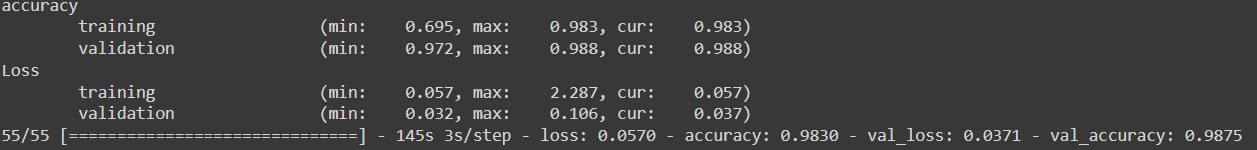 accuracy
training (min: 0.695, max: 0.983, cur: 0.983)
validation (min: 0.972, max: 0.988, cur: 0.988)
Loss
training (min: 0.057, max: 2.287, cur: 0.057)
validation (min: 0.032, max: 0.106, cur: 0.037)
55/55 [==============================] - 145s 3s/step - loss: 0.0570 - accuracy: 0.9830 - val_loss: 0.0371 - val_accuracy: 0.9875